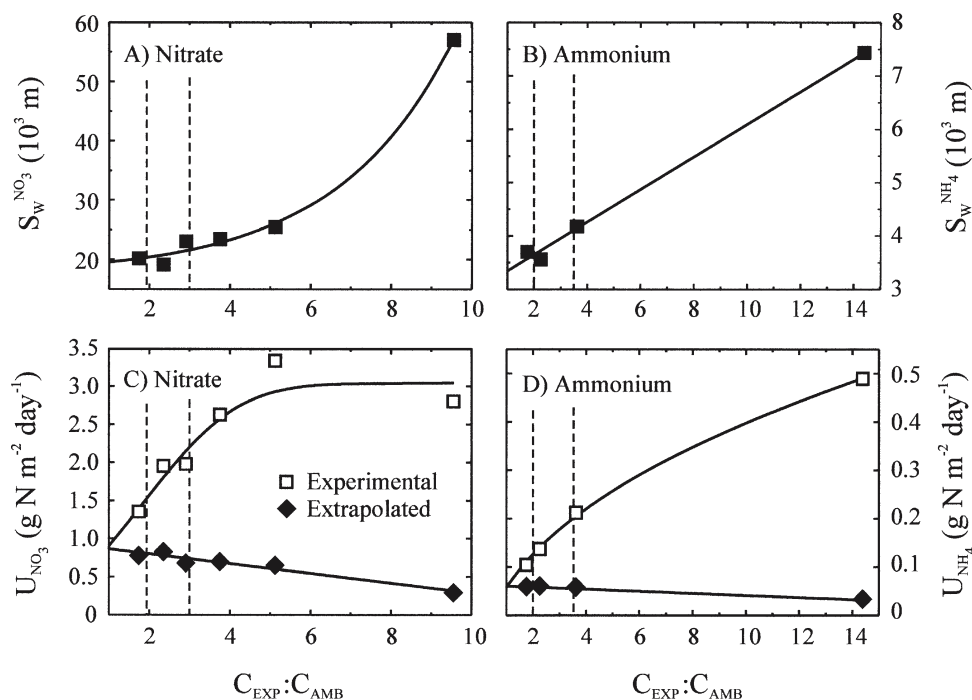 A) Nitrate
60
50
40
30
20
S_W^NO3 (10³ m)
2 4 6 8 10
B) Ammonium
8
7
6
5
4
3
S_W^NH4 (10³ m)
2 4 6 8 10 12 14
C) Nitrate
3.5
3.0
2.5
2.0
1.5
1.0
0.5
0
U_NO3 (g N m⁻² day⁻¹)
Experimental
Extrapolated
2 4 6 8 10
C_EXP:C_AMB
D) Ammonium
0.5
0.4
0.3
0.2
0.1
0
U_NH4 (g N m⁻² day⁻¹)
2 4 6 8 10 12 14
C_EXP:C_AMB